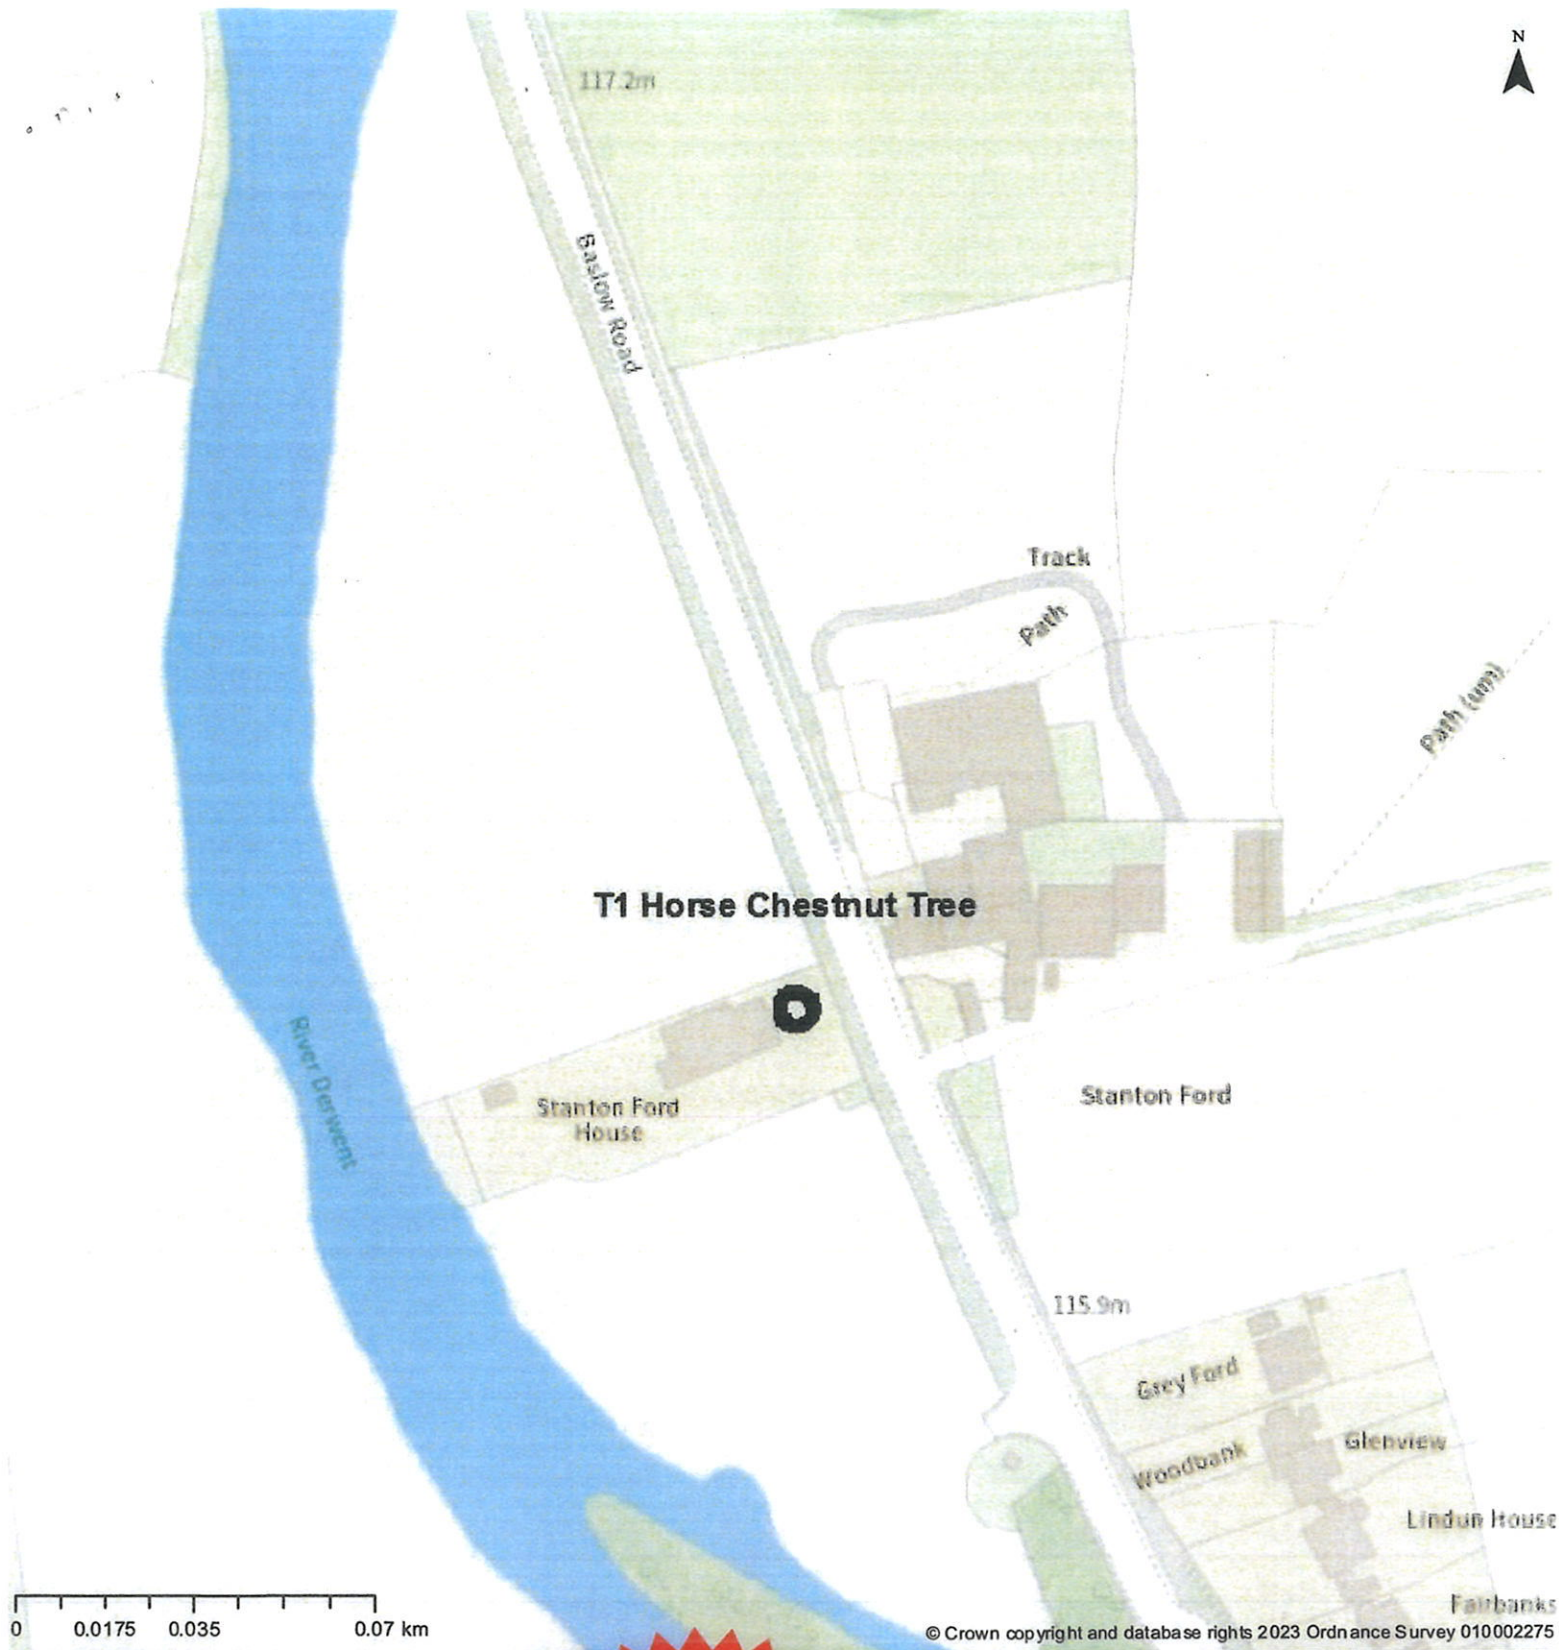 N
117.2m
Baslow Road
Track
Path
Path (um)
T1 Horse Chestnut Tree
River Derwent
Stanton Ford
House
Stanton Ford
115.9m
Grey Ford
Woodbank
Glenview
Lindun House
Fairbanks
0 0.0175 0.035 0.07 km
© Crown copyright and database rights 2023 Ordnance Survey 010002275